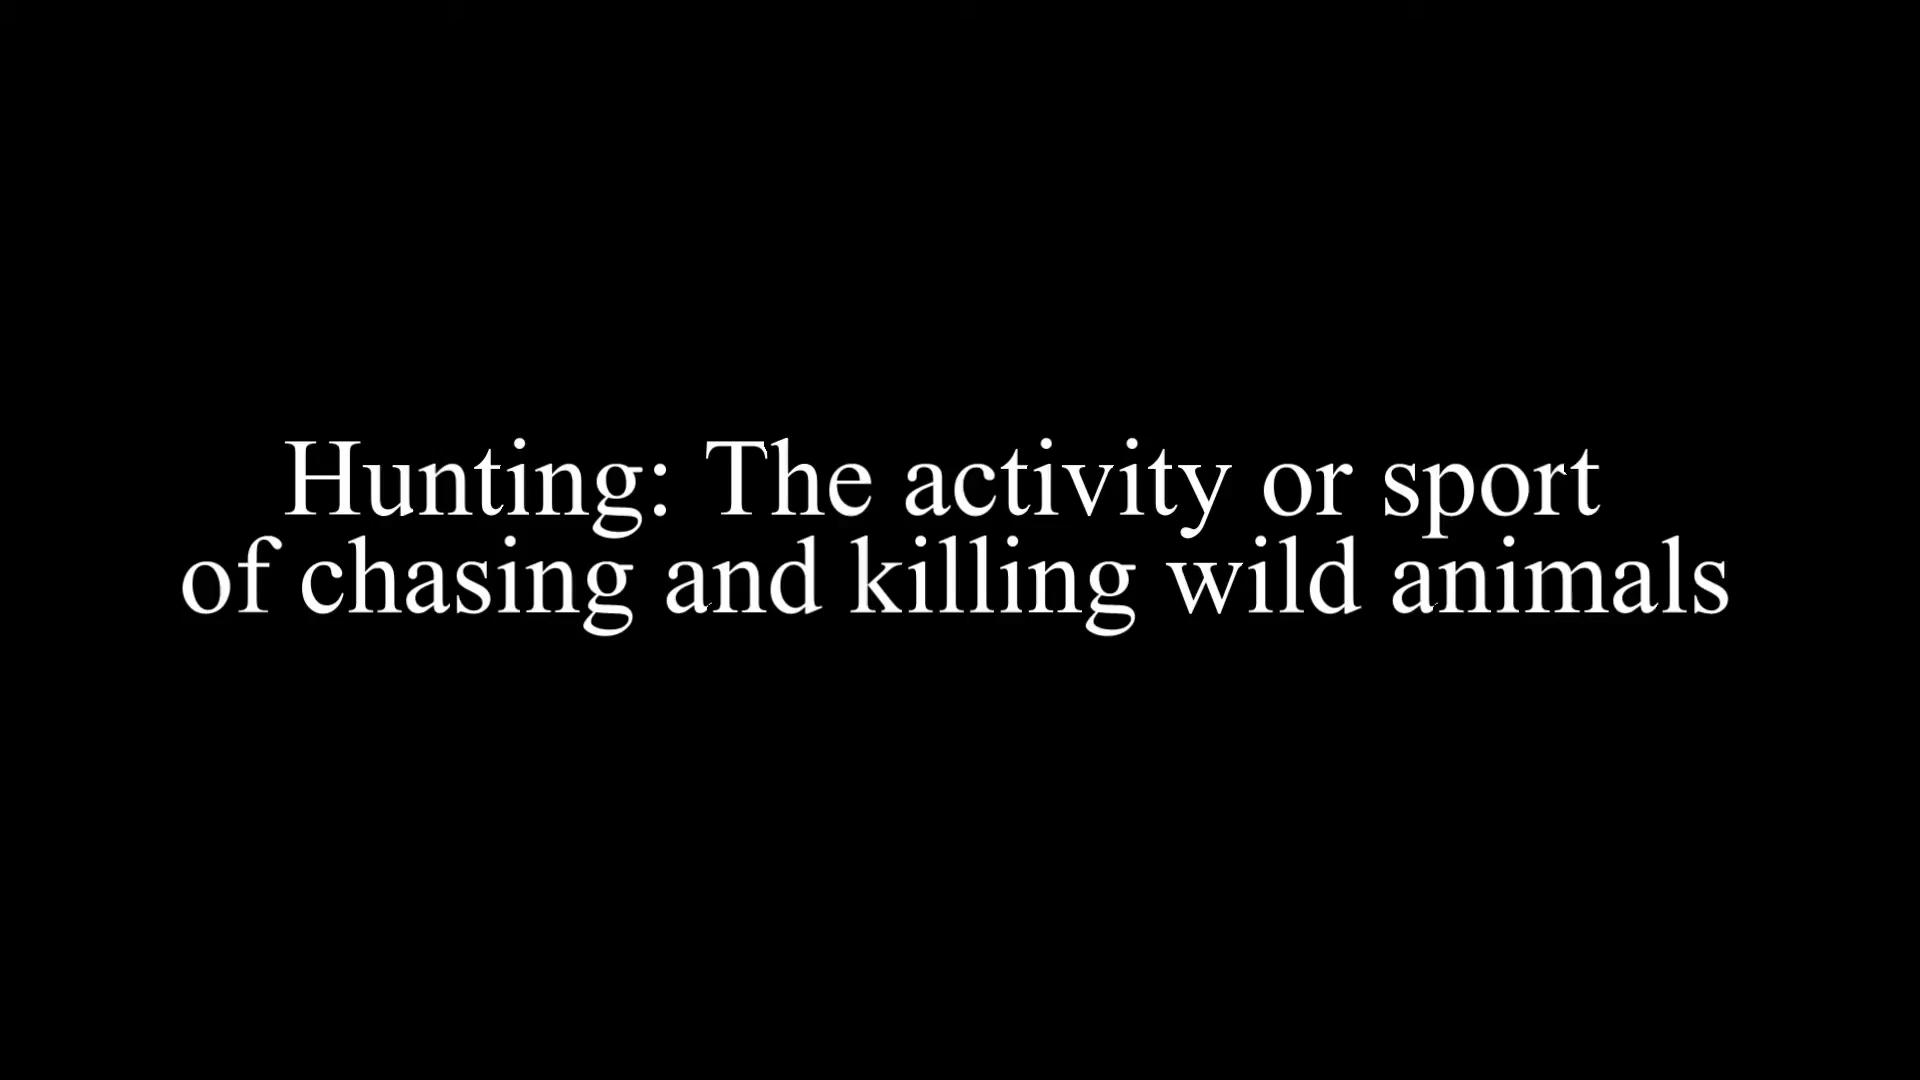 Hunting: The activity or sport
of chasing and killing wild animals